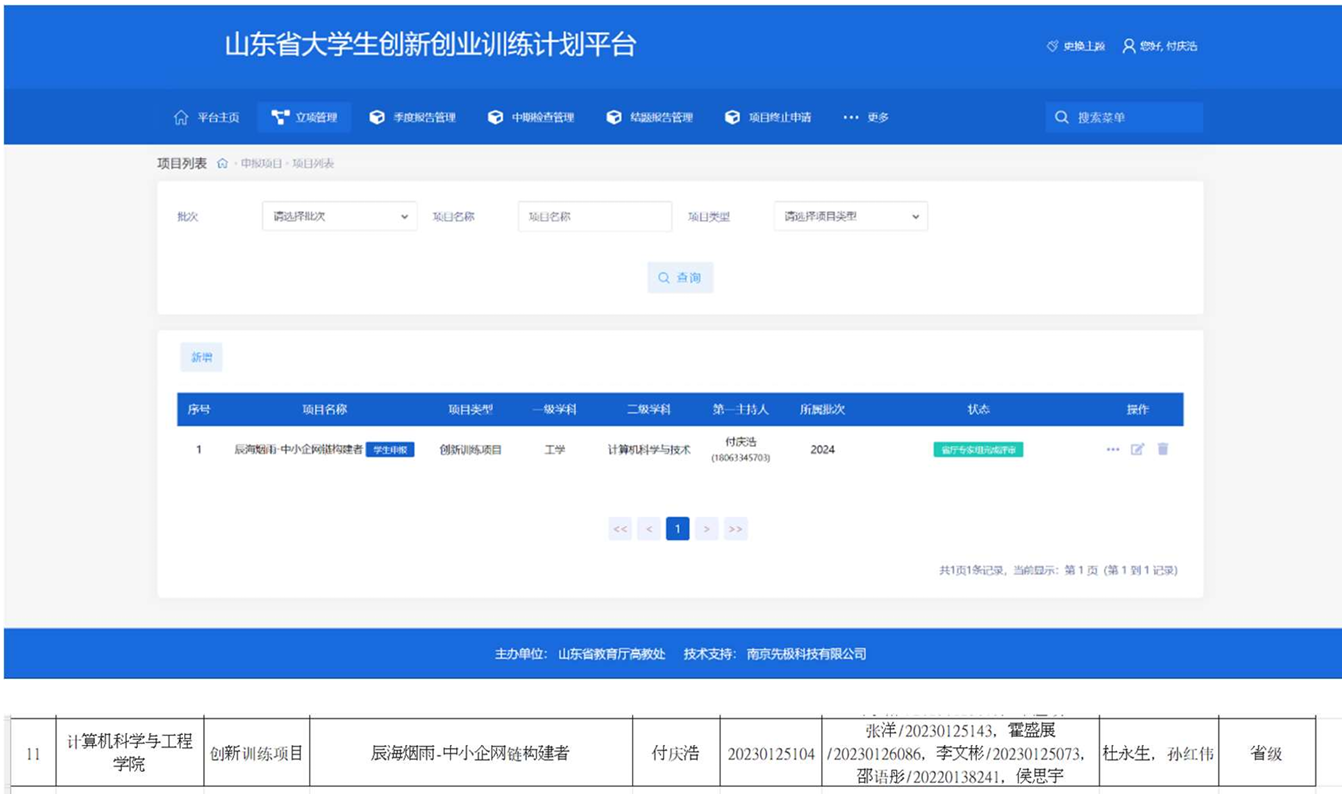 山东省大学生创新创业训练计划平台
更换主题 您好, 付庆浩
平台主页 立项管理 季度报告管理 中期检查管理 结题报告管理 项目终止申请 ··· 更多 搜索菜单
项目列表 - 申报项目 - 项目列表
批次 请选择批次 项目名称 项目名称 项目类型 请选择项目类型
查询
新增
序号 项目名称 项目类型 一级学科 二级学科 第一主持人 所属批次 状态 操作
1 辰海烟雨-中小企网链构建者 学生申报 创新训练项目 工学 计算机科学与技术 付庆浩 2024 省厅专家组完成评审 ···
(18063345703)
<< < 1 > >>
共1页1条记录, 当前显示: 第 1 页 (第 1 到 1 记录)
主办单位: 山东省教育厅高教处 技术支持: 南京先极科技有限公司
11 计算机科学与工程学院 创新训练项目 辰海烟雨-中小企网链构建者 付庆浩 20230125104
张洋/20230125143, 霍盛展
/20230126086, 李文彬/20230125073,
邵语彤/20220138241, 侯思宇
杜永生, 孙红伟 省级